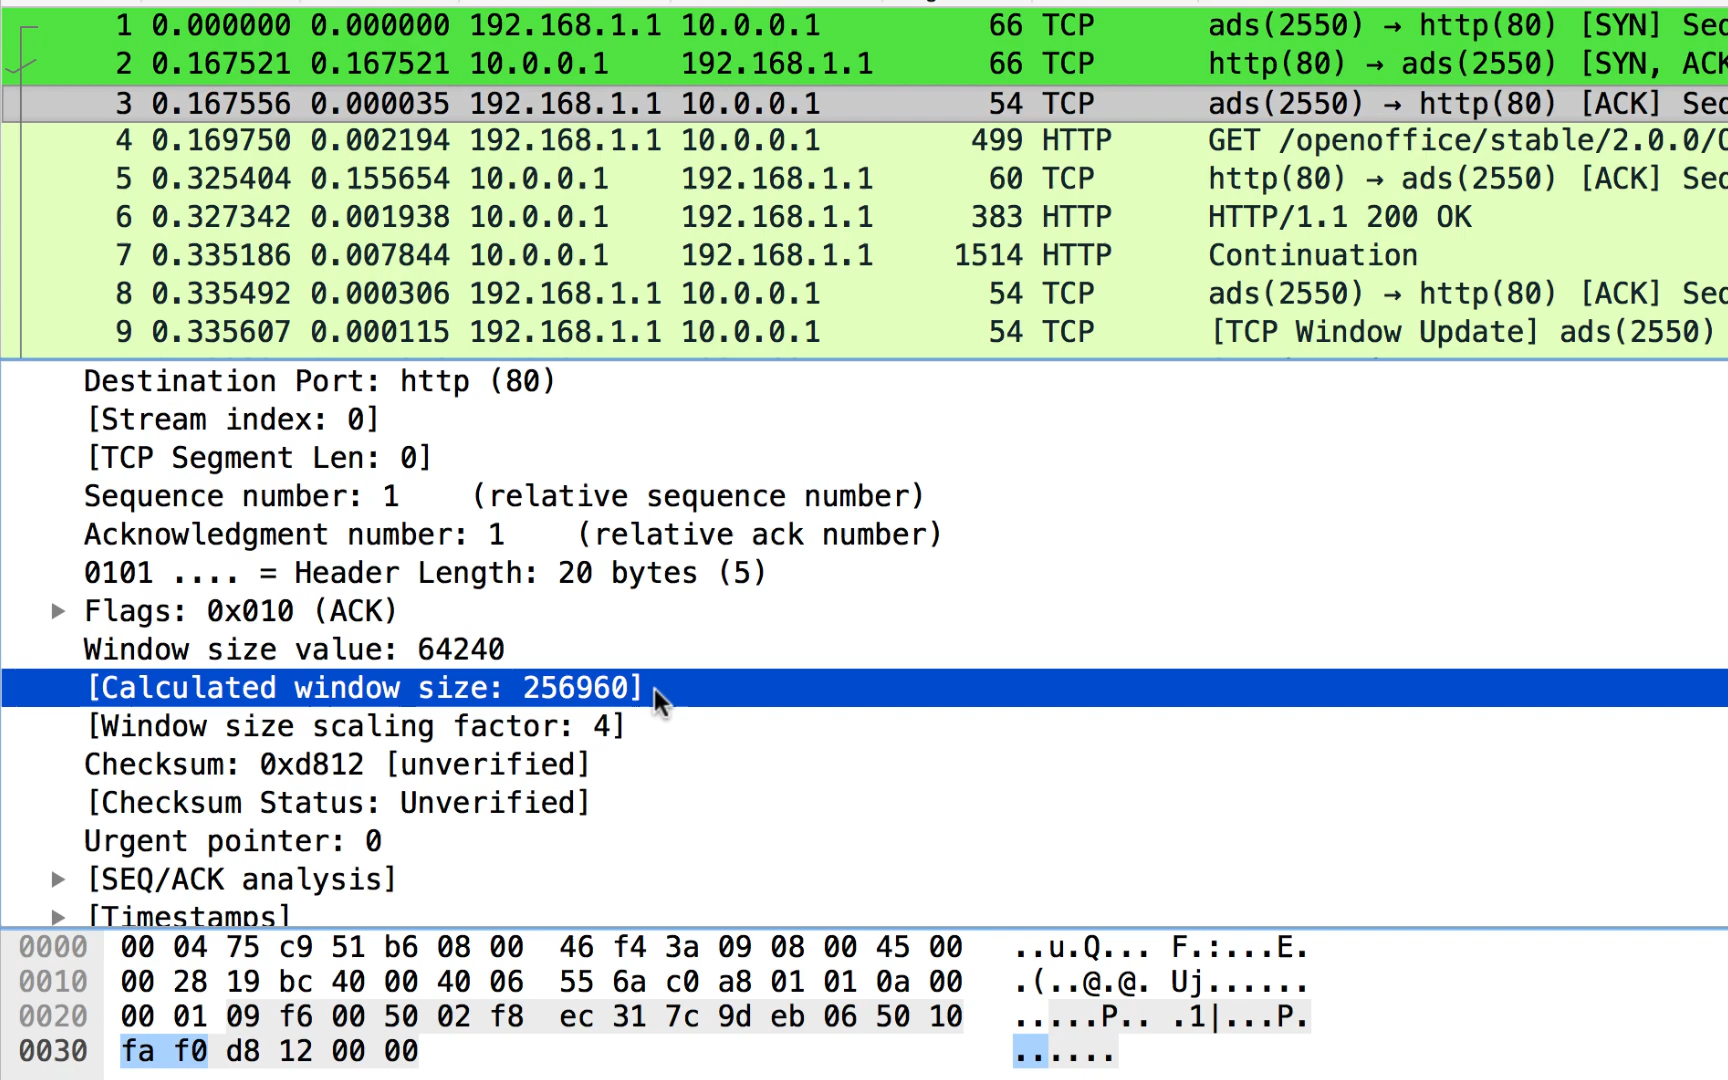 1 0.000000 0.000000 192.168.1.1 10.0.0.1 66 TCP ads(2550) → http(80) [SYN] Seq
2 0.167521 0.167521 10.0.0.1 192.168.1.1 66 TCP http(80) → ads(2550) [SYN, ACK
3 0.167556 0.000035 192.168.1.1 10.0.0.1 54 TCP ads(2550) → http(80) [ACK] Seq
4 0.169750 0.002194 192.168.1.1 10.0.0.1 499 HTTP GET /openoffice/stable/2.0.0/O
5 0.325404 0.155654 10.0.0.1 192.168.1.1 60 TCP http(80) → ads(2550) [ACK] Seq
6 0.327342 0.001938 10.0.0.1 192.168.1.1 383 HTTP HTTP/1.1 200 OK
7 0.335186 0.007844 10.0.0.1 192.168.1.1 1514 HTTP Continuation
8 0.335492 0.000306 192.168.1.1 10.0.0.1 54 TCP ads(2550) → http(80) [ACK] Seq
9 0.335607 0.000115 192.168.1.1 10.0.0.1 54 TCP [TCP Window Update] ads(2550)
Destination Port: http (80)
[Stream index: 0]
[TCP Segment Len: 0]
Sequence number: 1 (relative sequence number)
Acknowledgment number: 1 (relative ack number)
0101 .... = Header Length: 20 bytes (5)
Flags: 0x010 (ACK)
Window size value: 64240
[Calculated window size: 256960]
[Window size scaling factor: 4]
Checksum: 0xd812 [unverified]
[Checksum Status: Unverified]
Urgent pointer: 0
[SEQ/ACK analysis]
[Timestamps]
0000 00 04 75 c9 51 b6 08 00 46 f4 3a 09 08 00 45 00 ..u.Q... F.:...E.
0010 00 28 19 bc 40 00 40 06 55 6a c0 a8 01 01 0a 00 .(..@.@. Uj......
0020 00 01 09 f6 00 50 02 f8 ec 31 7c 9d eb 06 50 10 .....P.. .1|...P.
0030 fa f0 d8 12 00 00 ......